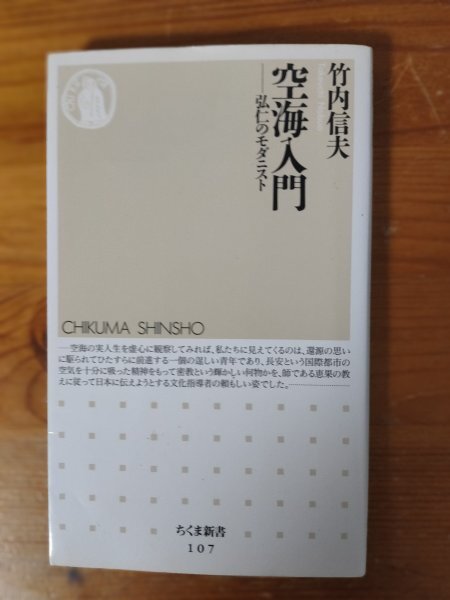 竹内信夫
空海入門
──弘仁のモダニスト
CHIKUMA SHINSHO
―空海の実人生を虚心に観察してみれば、私たちに見えてくるのは、還源の思い
に駆られてひたすらに前進する一個の逞しい青年であり、長安という国際都市の
空気を十分に吸った精神をもって密教という輝かしい何物かを、師である恵果の教
えに従って日本に伝えようとする文化指導者の頼もしい姿でした。
ちくま新書
107